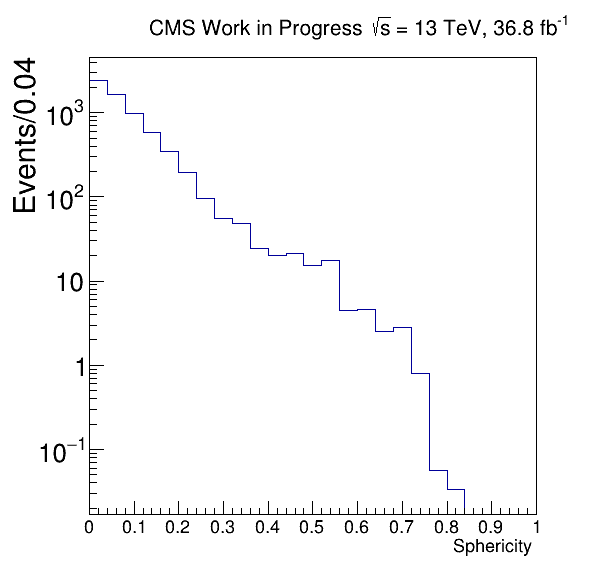 CMS Work in Progress √s = 13 TeV, 36.8 fb⁻¹
Events/0.04
10³
10²
10
1
10⁻¹
0 0.1 0.2 0.3 0.4 0.5 0.6 0.7 0.8 0.9 1
Sphericity